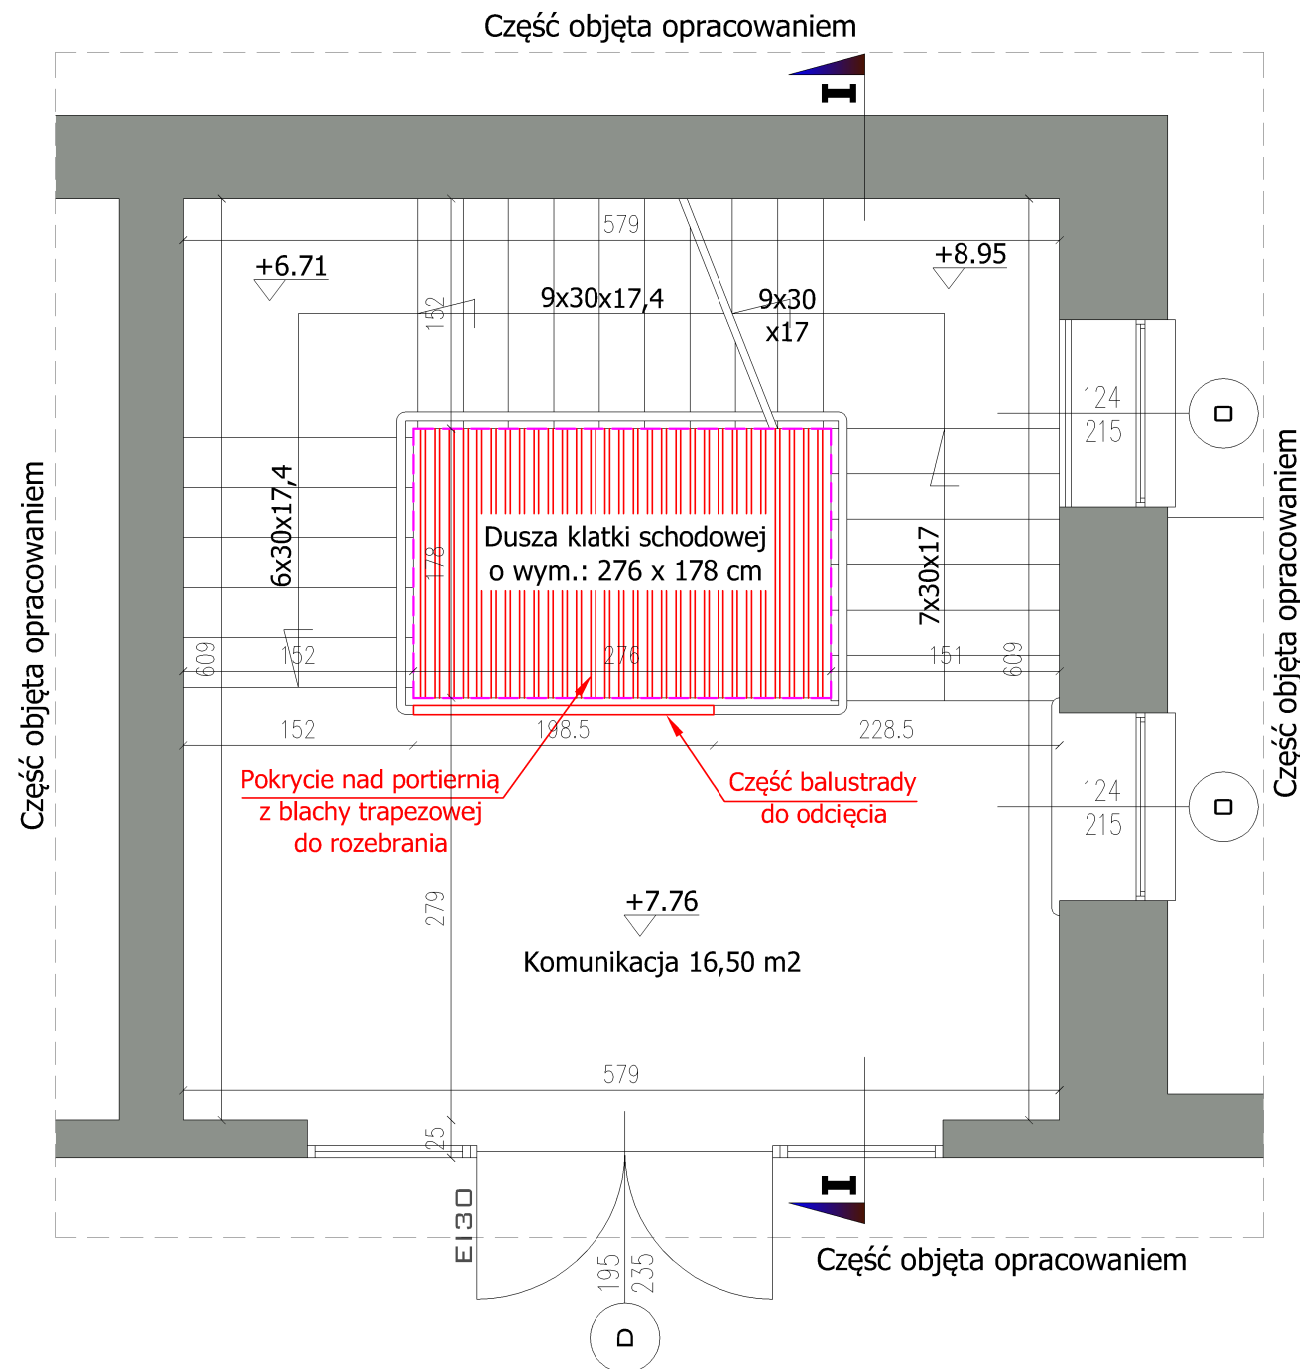 Część objęta opracowaniem
I
579
+6.71
+8.95
152
9x30x17,4
9x30
x17
124
215
O
Część objęta opracowaniem
Część objęta opracowaniem
6x30x17,4
178
Dusza klatki schodowej
o wym.: 276 x 178 cm
7x30x17
609
152
276
151
609
152
198.5
228.5
Pokrycie nad portiernią
z blachy trapezowej
do rozebrania
Część balustrady
do odcięcia
124
215
O
279
+7.76
Komunikacja 16,50 m2
579
25
I
EI30
195
235
Część objęta opracowaniem
D